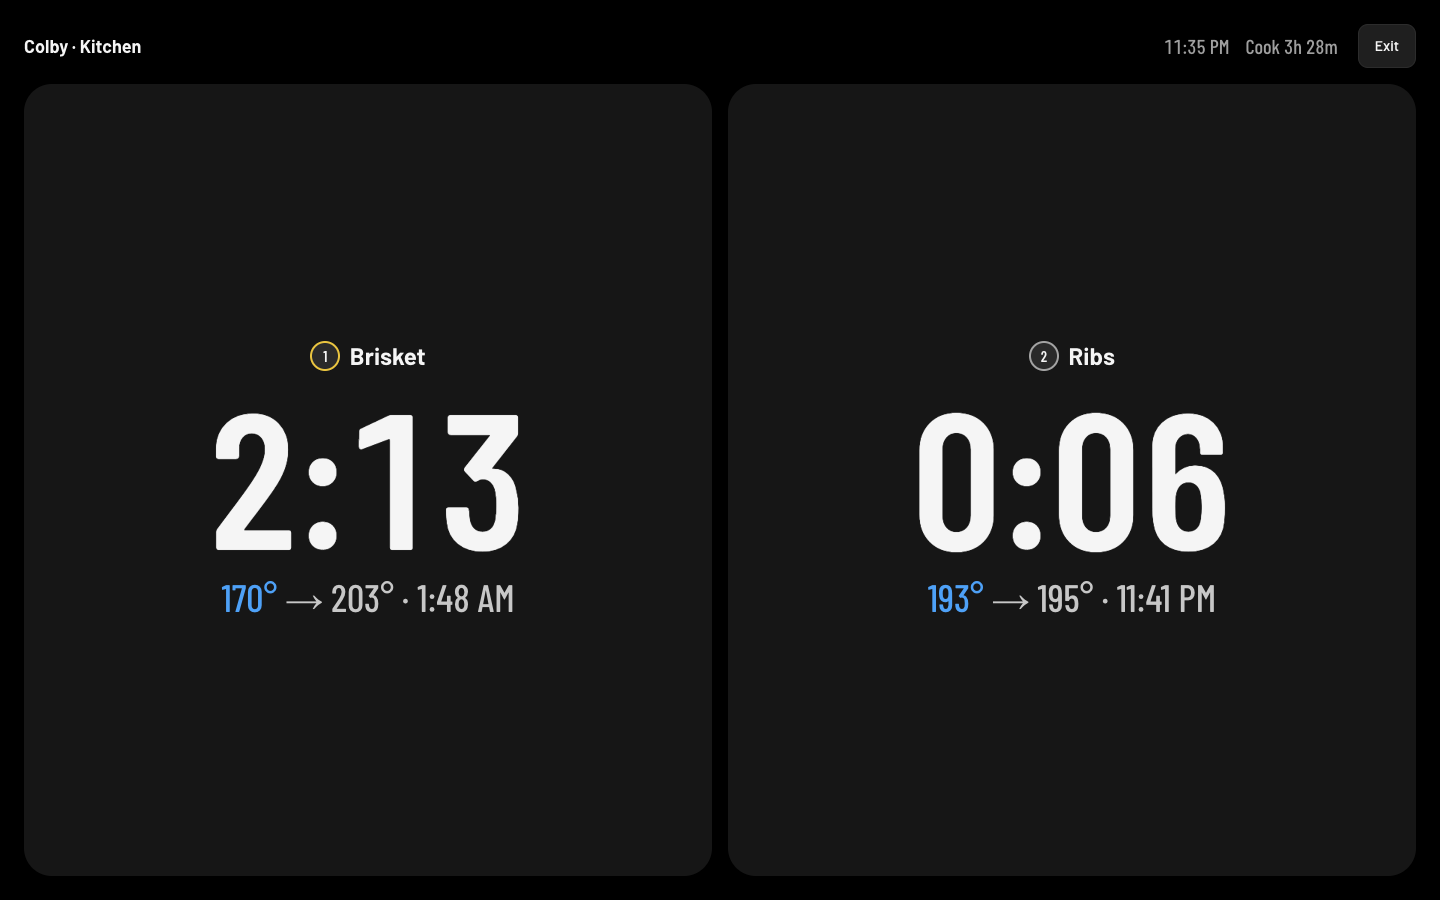 Colby · Kitchen
11:35 PM Cook 3h 28m Exit
1 Brisket
2:13
170° → 203° · 1:48 AM
2 Ribs
0:06
193° → 195° · 11:41 PM